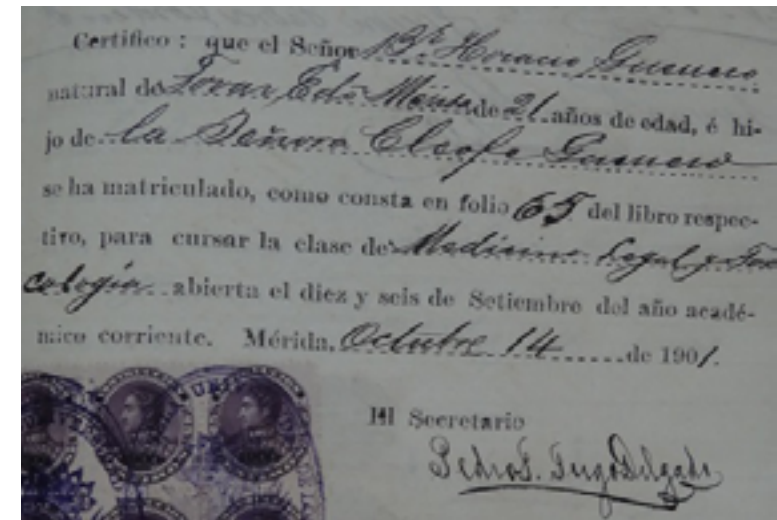 Certifico: que el Señor Br. Horacio Guerrero
natural de Tovar, Edo. Mérida de 21 años de edad, é hi-
jo de la Señora Cleofe Guerrero
se ha matriculado, como consta en folio 65 del libro respec-
tivo, para cursar la clase de Medicina Legal y Tox
cología abierta el diez y seis de Setiembre del año acadé-
mico corriente. Mérida, Octubre 14 de 1901.
El Secretario
Pedro